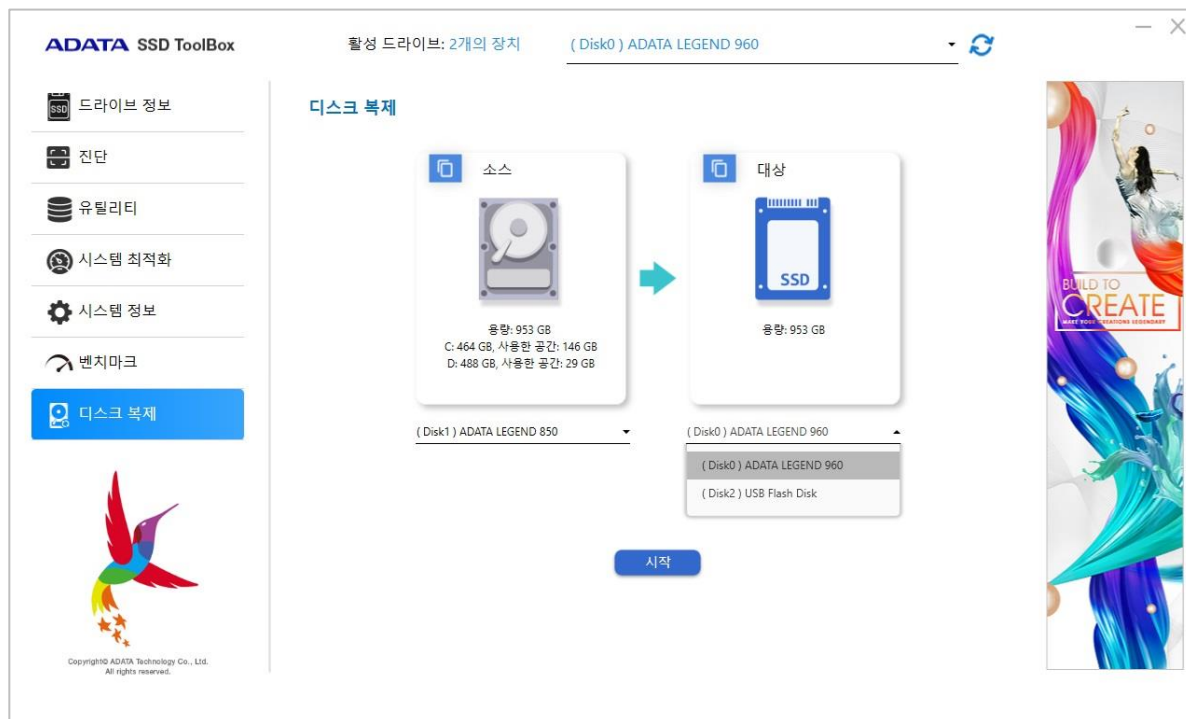 ADATA SSD ToolBox
활성 드라이브: 2개의 장치
( Disk0 ) ADATA LEGEND 960
SSD
드라이브 정보
진단
유틸리티
시스템 최적화
시스템 정보
벤치마크
디스크 복제
Copyright© ADATA Technology Co., Ltd.
All rights reserved.
디스크 복제
소스
용량: 953 GB
C: 464 GB, 사용한 공간: 146 GB
D: 488 GB, 사용한 공간: 29 GB
( Disk1 ) ADATA LEGEND 850
대상
SSD
용량: 953 GB
( Disk0 ) ADATA LEGEND 960
( Disk0 ) ADATA LEGEND 960
( Disk2 ) USB Flash Disk
시작
BUILD TO
CREATE
MAKE YOUR CREATIONS LEGENDARY